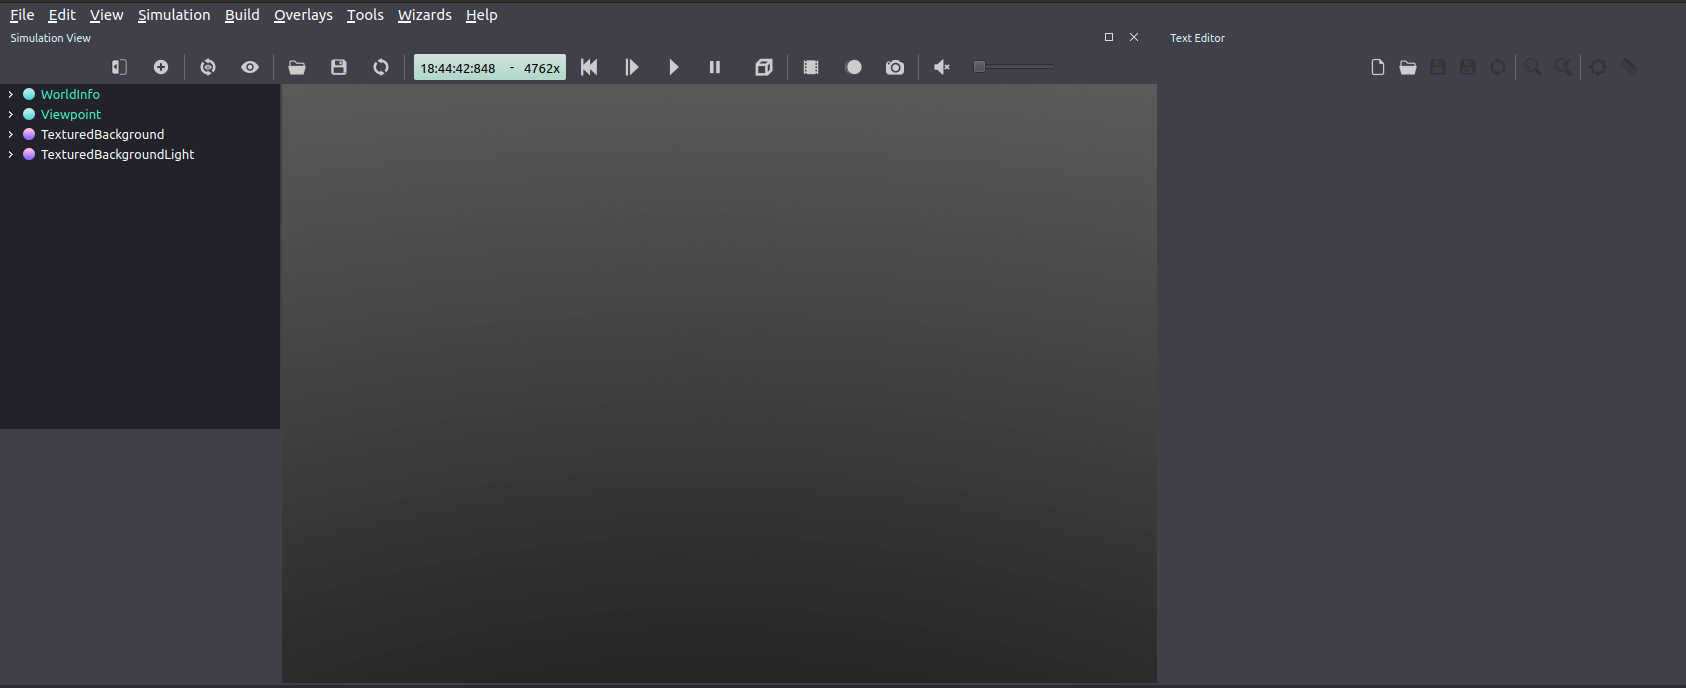 File Edit View Simulation Build Overlays Tools Wizards Help
Simulation View
Text Editor
18:44:42:848 - 4762x
WorldInfo
Viewpoint
TexturedBackground
TexturedBackgroundLight